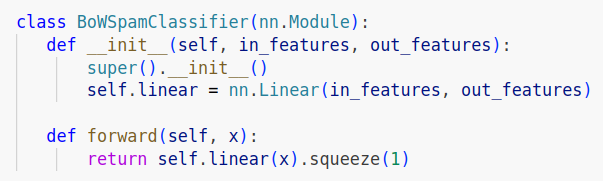 class BoWSpamClassifier(nn.Module):
    def __init__(self, in_features, out_features):
        super().__init__()
        self.linear = nn.Linear(in_features, out_features)

    def forward(self, x):
        return self.linear(x).squeeze(1)